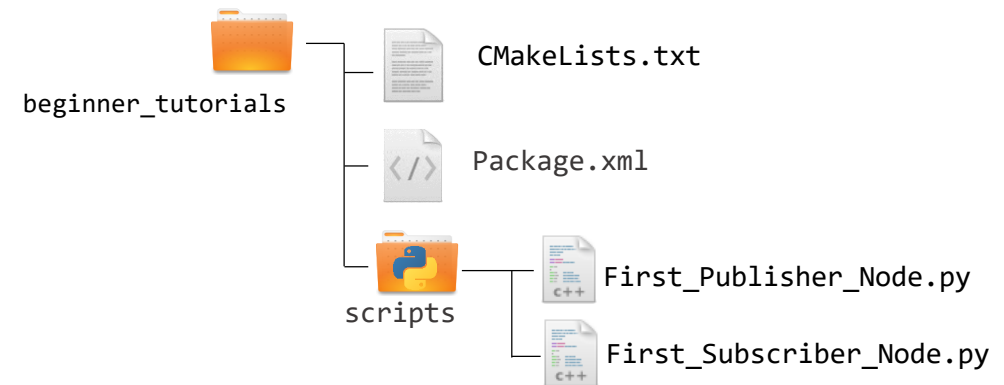 CMakeLists.txt
beginner_tutorials
</>
Package.xml
scripts
c++
First_Publisher_Node.py
c++
First_Subscriber_Node.py